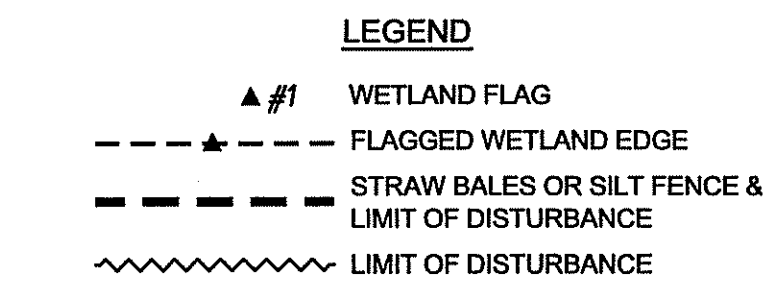 LEGEND
▲ #1 WETLAND FLAG
FLAGGED WETLAND EDGE
STRAW BALES OR SILT FENCE &
LIMIT OF DISTURBANCE
LIMIT OF DISTURBANCE